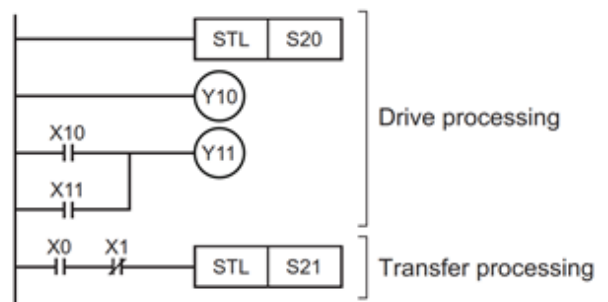 STL S20
Y10
Drive processing
X10
Y11
X11
X0 X1
STL S21
Transfer processing